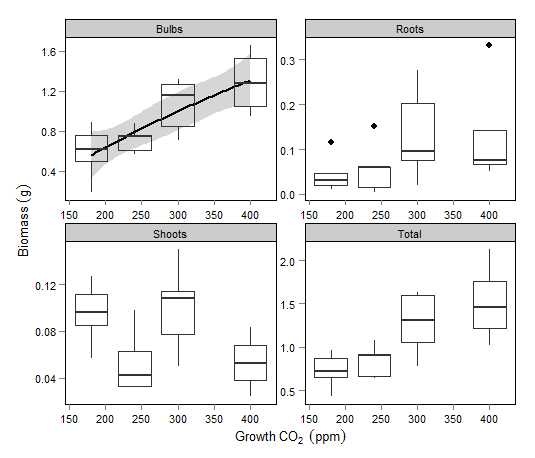 Bulbs
Roots
1.6
1.2
0.8
0.4
0.3
0.2
0.1
0.0
150 200 250 300 350 400
150 200 250 300 350 400
Biomass (g)
Shoots
Total
0.12
0.08
0.04
2.0
1.5
1.0
0.5
150 200 250 300 350 400
150 200 250 300 350 400
Growth CO₂ (ppm)